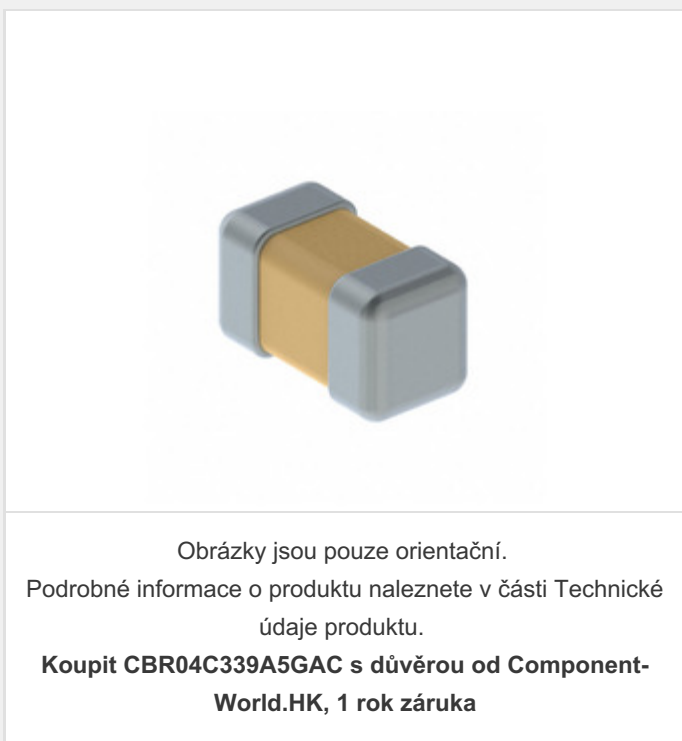 Obrázky jsou pouze orientační.
Podrobné informace o produktu naleznete v části Technické
údaje produktu.
Koupit CBR04C339A5GAC s důvěrou od Component-
World.HK, 1 rok záruka